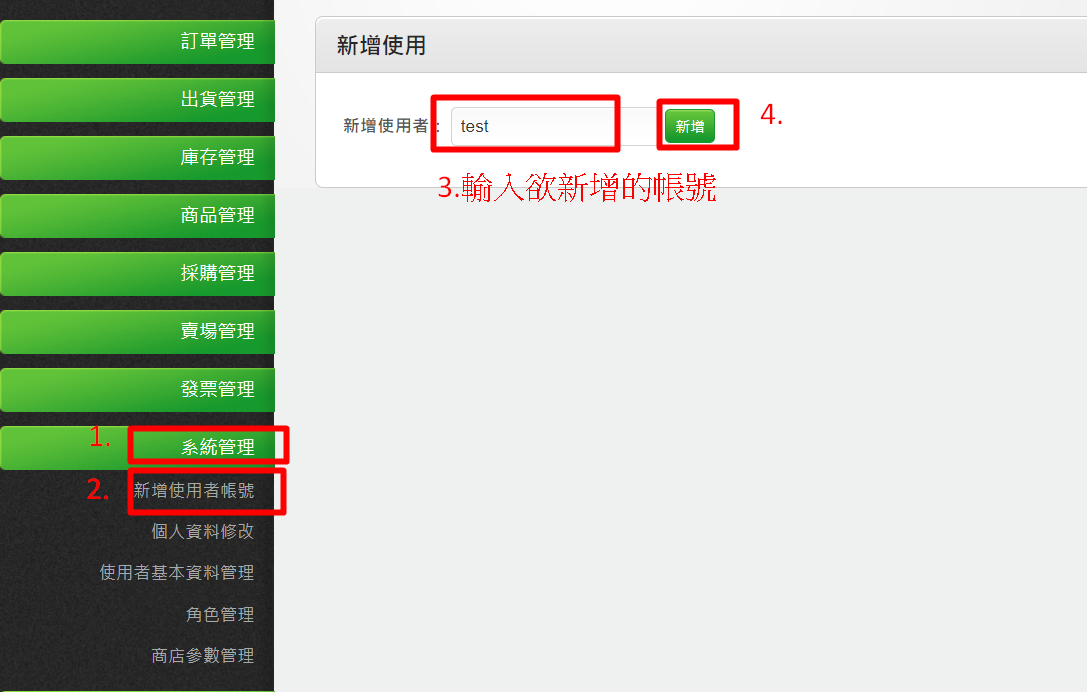 訂單管理
出貨管理
庫存管理
商品管理
採購管理
賣場管理
發票管理
1. 系統管理
2. 新增使用者帳號
個人資料修改
使用者基本資料管理
角色管理
商店參數管理
新增使用
新增使用者: test 新增 4.
3.輸入欲新增的帳號